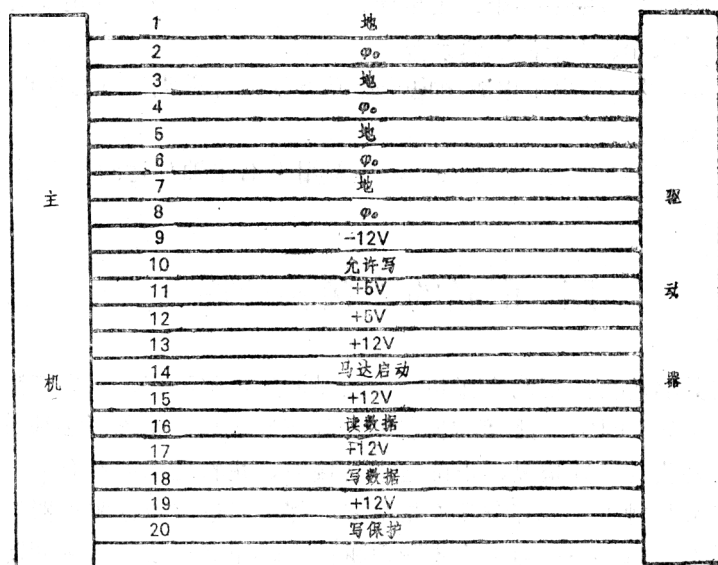 1 地
2 φ₀
3 地
4 φ₀
5 地
6 φ₀
7 地
8 φ₀
9 -12V
10 允许写
11 +5V
12 +5V
13 +12V
14 马达启动
15 +12V
16 读数据
17 +12V
18 写数据
19 +12V
20 写保护
主机
驱动器